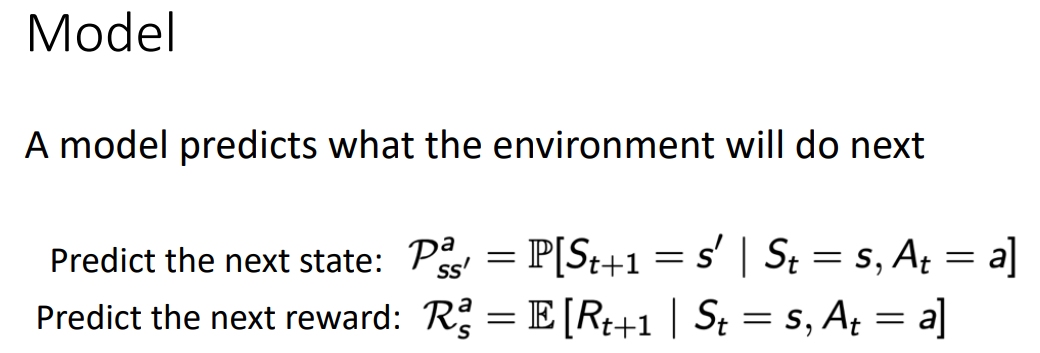 Model
A model predicts what the environment will do next
Predict the next state: 𝒫ᵃₛₛ′ = ℙ[Sₜ₊₁ = s′ | Sₜ = s, Aₜ = a]
Predict the next reward: ℛᵃₛ = 𝔼 [Rₜ₊₁ | Sₜ = s, Aₜ = a]